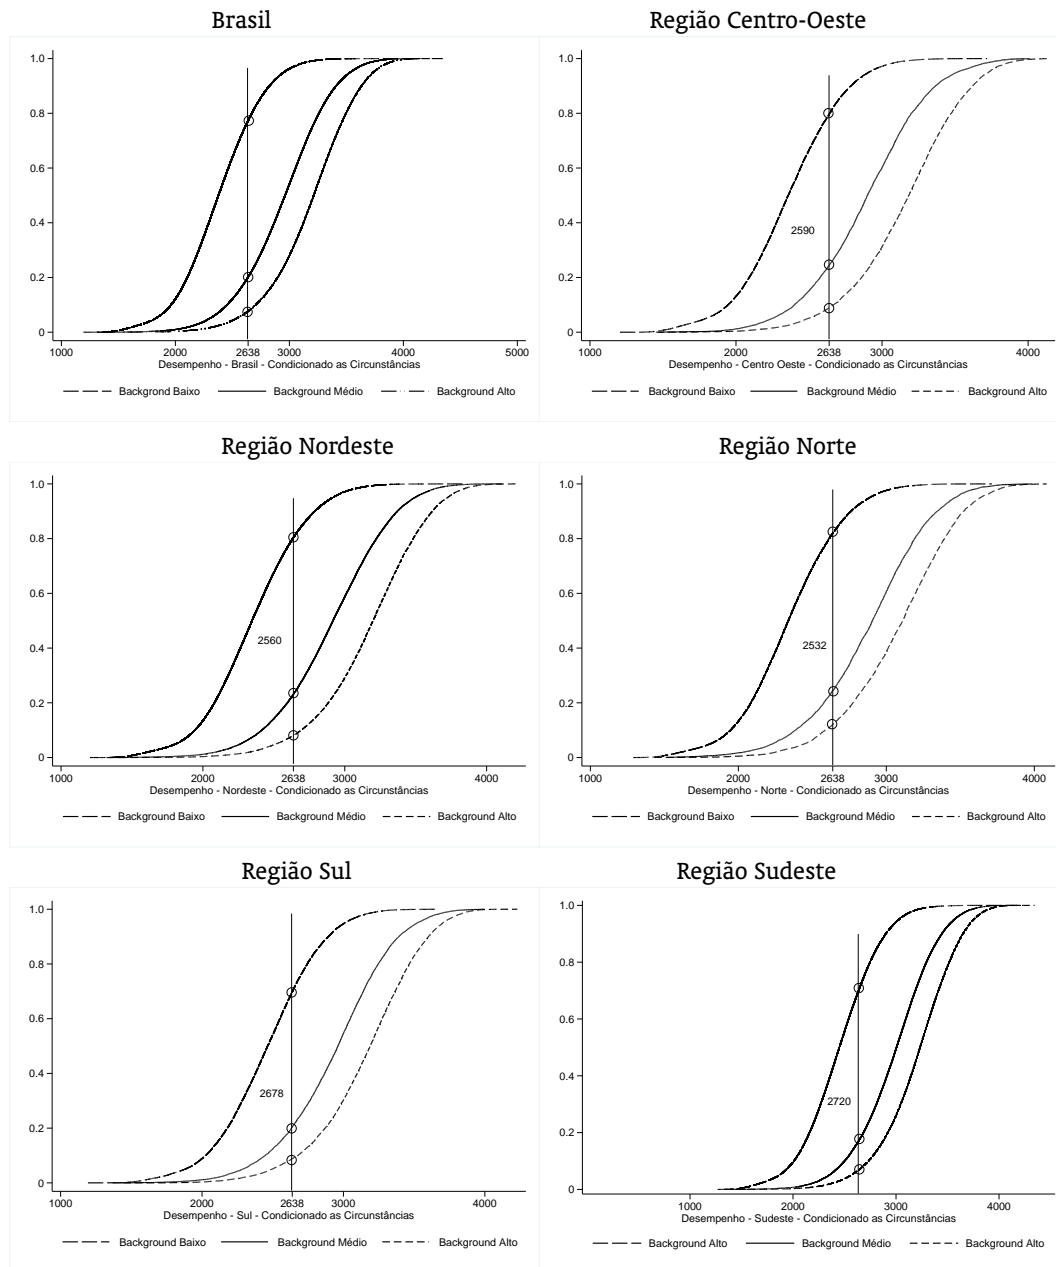 Brasil
1.0
0.8
0.6
0.4
0.2
0
1000 2000 2638 3000 4000 5000
Desempenho - Brasil - Condicionado as Circunstâncias
Backgrond Baixo Background Médio Background Alto
Região Centro-Oeste
1.0
0.8
0.6
0.4
2590
0.2
0
1000 2000 2638 3000 4000
Desempenho - Centro Oeste - Condicionado as Circunstâncias
Background Baixo Background Médio Background Alto
Região Nordeste
1.0
0.8
0.6
0.4
2560
0.2
0
1000 2000 2638 3000 4000
Desempenho - Nordeste - Condicionado as Circunstâncias
Background Baixo Background Médio Background Alto
Região Norte
1.0
0.8
0.6
0.4
2532
0.2
0
1000 2000 2638 3000 4000
Desempenho - Norte - Condicionado as Circunstâncias
Background Baixo Background Médio Background Alto
Região Sul
1.0
0.8
0.6
0.4
2678
0.2
0
1000 2000 2638 3000 4000
Desempenho - Sul - Condicionado as Circunstâncias
Background Baixo Background Médio Background Alto
Região Sudeste
1.0
0.8
0.6
0.4
2720
0.2
0
1000 2000 2638 3000 4000
Desempenho - Sudeste - Condicionado as Circunstâncias
Background Alto Background Médio Background Alto